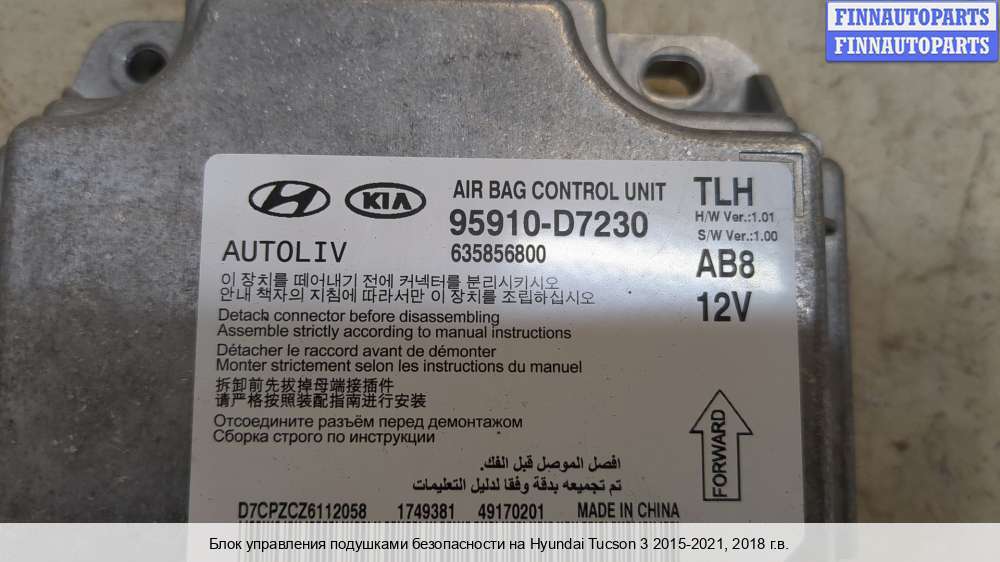 FINNAUTOPARTS
FINNAUTOPARTS
KIA
AIR BAG CONTROL UNIT
95910-D7230
635856800
TLH
H/W Ver.:1.01
S/W Ver.:1.00
AB8
12V
AUTOLIV
이 장치를 떼어내기 전에 커넥터를 분리시키시오
안내 책자의 지침에 따라서만 이 장치를 조립하십시오
Detach connector before disassembling
Assemble strictly according to manual instructions
Détacher le raccord avant de démonter
Monter strictement selon les instructions du manuel
拆卸前先拔掉母端接插件
请严格按照装配指南进行安装
Отсоедините разъём перед демонтажом
Сборка строго по инструкции
افصل الموصل قبل الفك.
تم تجميعه بدقة وفقا لدليل التعليمات
FORWARD
D7CPZCZ6112058 1749381 49170201 MADE IN CHINA
Блок управления подушками безопасности на Hyundai Tucson 3 2015-2021, 2018 г.в.